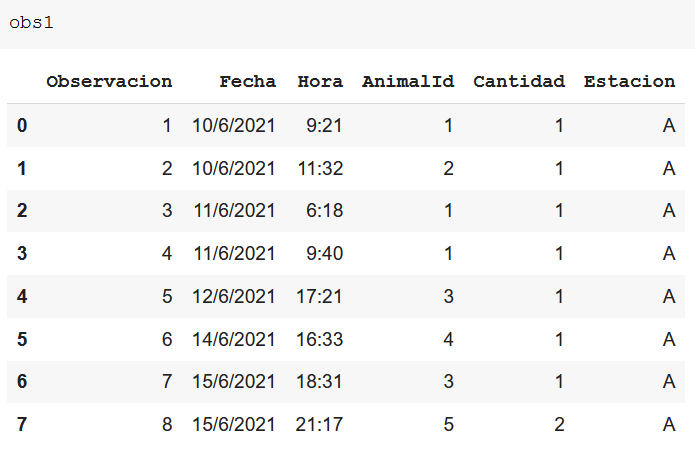 obs1
Observacion Fecha Hora AnimalId Cantidad Estacion
0 1 10/6/2021 9:21 1 1 A
1 2 10/6/2021 11:32 2 1 A
2 3 11/6/2021 6:18 1 1 A
3 4 11/6/2021 9:40 1 1 A
4 5 12/6/2021 17:21 3 1 A
5 6 14/6/2021 16:33 4 1 A
6 7 15/6/2021 18:31 3 1 A
7 8 15/6/2021 21:17 5 2 A